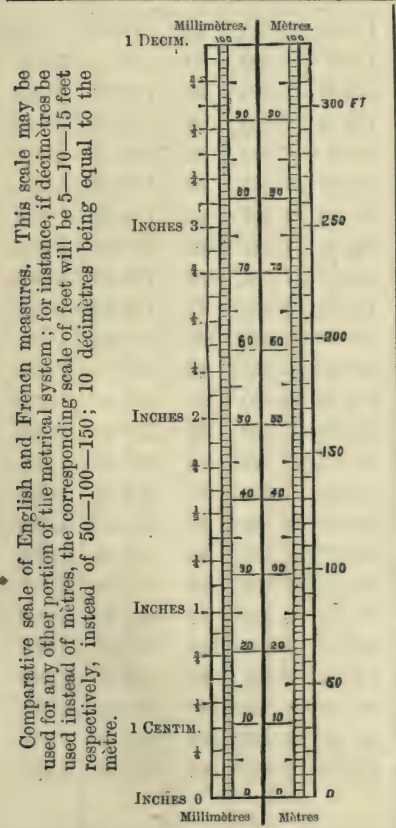 Comparative scale of English and French measures. This scale may be
used for any other portion of the metrical system; for instance, if décimètres be
used instead of mètres, the corresponding scale of feet will be 5—10—15 feet
respectively, instead of 50—100—150; 10 décimètres being equal to the
mètre.
Millimètres. Mètres.
1 DECIM. 100 100
300 FT
90 90
80 80
INCHES 3 250
70 70
60 60 200
INCHES 2 50 50
150
40 40
30 30 100
INCHES 1
20 20
50
1 CENTIM. 10 10
INCHES 0 0 0 0
Millimètres Mètres